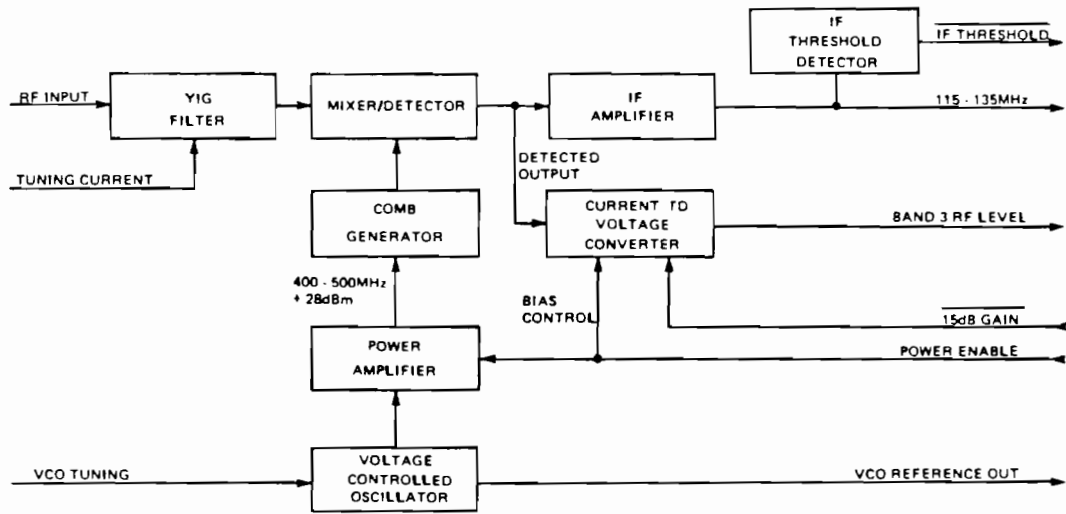 IF
THRESHOLD
DETECTOR
IF THRESHOLD
RF INPUT
YIG
FILTER
MIXER/DETECTOR
IF
AMPLIFIER
115 - 135MHz
TUNING CURRENT
DETECTED
OUTPUT
COMB
GENERATOR
CURRENT TO
VOLTAGE
CONVERTER
BAND 3 RF LEVEL
400 - 500MHz
+ 28dBm
BIAS
CONTROL
15dB GAIN
POWER
AMPLIFIER
POWER ENABLE
VCO TUNING
VOLTAGE
CONTROLLED
OSCILLATOR
VCO REFERENCE OUT